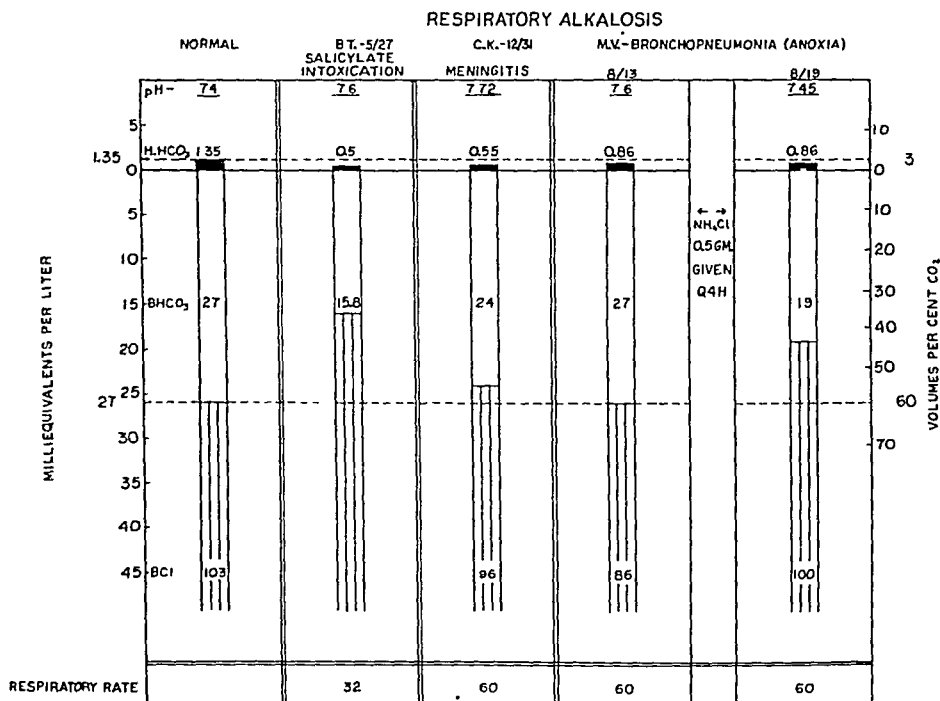 RESPIRATORY ALKALOSIS
NORMAL
B.T.-5/27
SALICYLATE
INTOXICATION
C.K.-12/31
MENINGITIS
M.V.-BRONCHOPNEUMONIA (ANOXIA)
8/13
8/19
pH- 7.4 7.6 7.72 7.6 7.45
5 10
H.HCO₃ 1.35 0.5 0.55 0.86 0.86
1.35 3
0 0
5 10
10 20
BHCO₃ 27 15.8 24 27 19
15 30
20 40
25 50
27 60
30 70
35
40
45
BCl 103 96 86 100
← →
NH₄Cl
0.5GM.
GIVEN
Q4H
MILLIEQUIVALENTS PER LITER
VOLUMES PER CENT CO₂
RESPIRATORY RATE 32 60 60 60